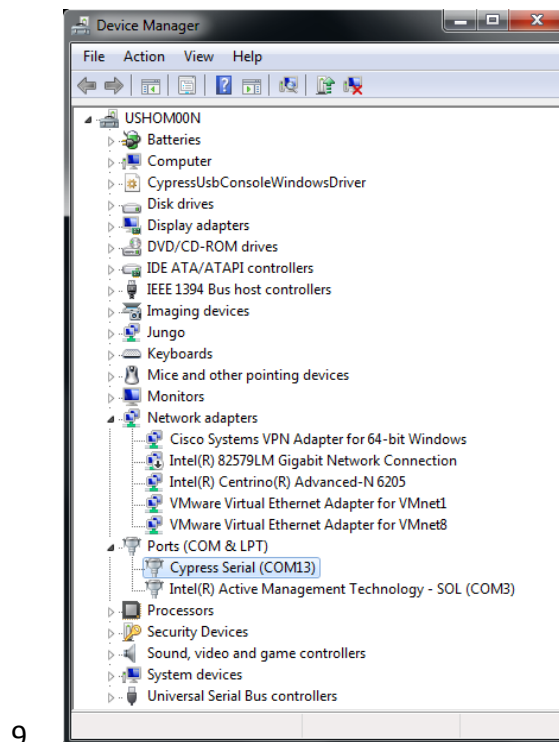 Device Manager
File Action View Help
USHOM00N
Batteries
Computer
CypressUsbConsoleWindowsDriver
Disk drives
Display adapters
DVD/CD-ROM drives
IDE ATA/ATAPI controllers
IEEE 1394 Bus host controllers
Imaging devices
Jungo
Keyboards
Mice and other pointing devices
Monitors
Network adapters
Cisco Systems VPN Adapter for 64-bit Windows
Intel(R) 82579LM Gigabit Network Connection
Intel(R) Centrino(R) Advanced-N 6205
VMware Virtual Ethernet Adapter for VMnet1
VMware Virtual Ethernet Adapter for VMnet8
Ports (COM & LPT)
Cypress Serial (COM13)
Intel(R) Active Management Technology - SOL (COM3)
Processors
Security Devices
Sound, video and game controllers
System devices
Universal Serial Bus controllers
9